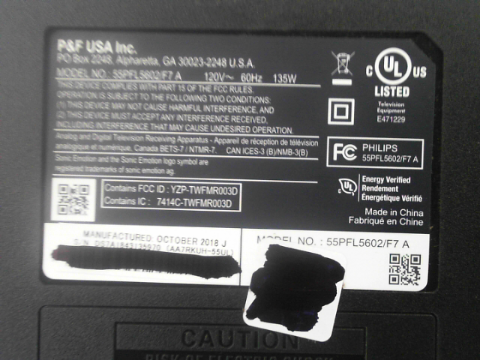 P&F USA Inc.
PO Box 2248, Alpharetta, GA 30023-2248 U.S.A.
MODEL NO. : 55PFL5602/F7 A 120V~ 60Hz 135W
THIS DEVICE COMPLIES WITH PART 15 OF THE FCC RULES.
OPERATION IS SUBJECT TO THE FOLLOWING TWO CONDITIONS:
(1) THIS DEVICE MAY NOT CAUSE HARMFUL INTERFERENCE, AND
(2) THIS DEVICE MUST ACCEPT ANY INTERFERENCE RECEIVED,
INCLUDING INTERFERENCE THAT MAY CAUSE UNDESIRED OPERATION.
Analog and Digital Television Receiving Apparatus - Appareil de réception de télévision
analogique et numérique, Canada BETS-7 / NTMR-7. CAN ICES-3 (B)/NMB-3(B)
Sonic Emotion and the Sonic Emotion logo symbol are
registered trademarks of sonic emotion ag.
Contains FCC ID : YZP-TWFMR003D
Contains IC : 7414C-TWFMR003D
C UL US
LISTED
Television
Equipment
E471229
FC PHILIPS
55PFL5602/F7 A
UL Energy Verified
Rendement
Énergétique Vérifié
Made in China
Fabriqué en Chine
MANUFACTURED: OCTOBER 2018 J
MODEL NO. : 55PFL5602/F7 A
CAUTION